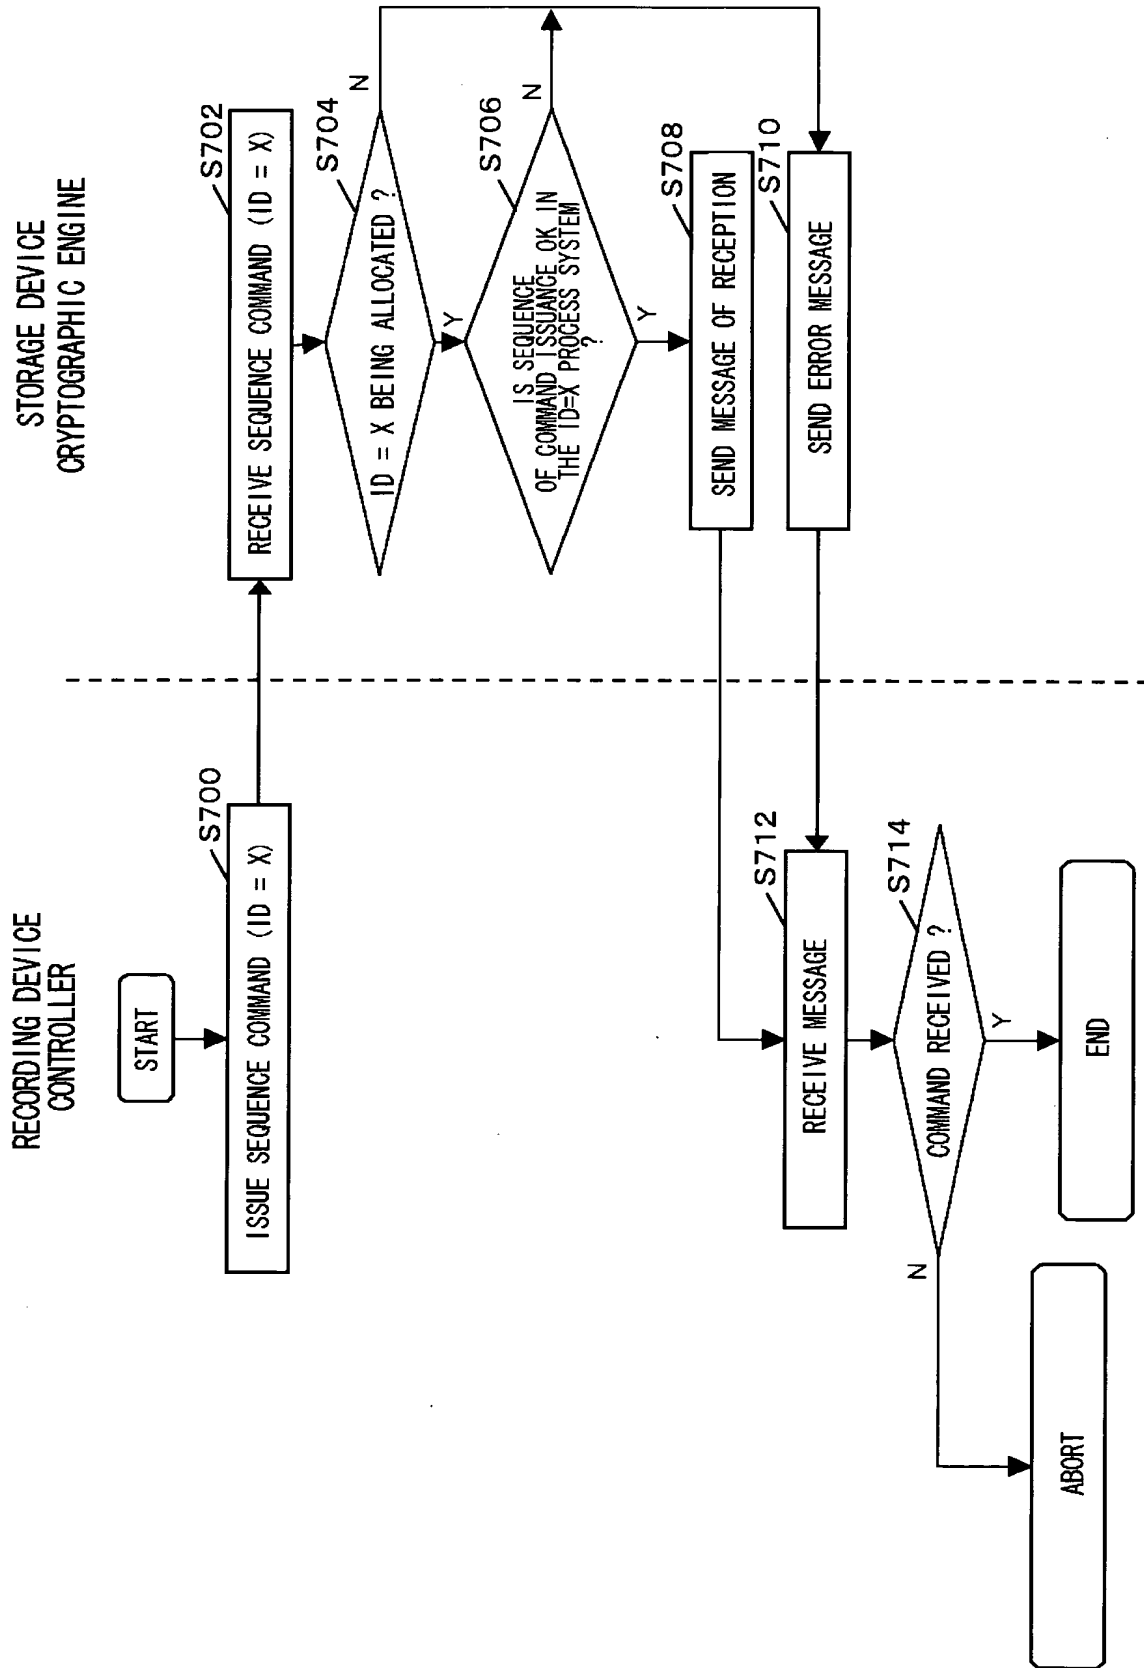 RECORDING DEVICE
CONTROLLER
STORAGE DEVICE
CRYPTOGRAPHIC ENGINE
START
S700
ISSUE SEQUENCE COMMAND (ID = X)
S702
RECEIVE SEQUENCE COMMAND (ID = X)
S704
ID = X BEING ALLOCATED ?
N
Y
S706
IS SEQUENCE
OF COMMAND ISSUANCE OK IN
THE ID=X PROCESS SYSTEM
?
N
Y
S708
SEND MESSAGE OF RECEPTION
S710
SEND ERROR MESSAGE
S712
RECEIVE MESSAGE
S714
COMMAND RECEIVED ?
N
Y
ABORT
END